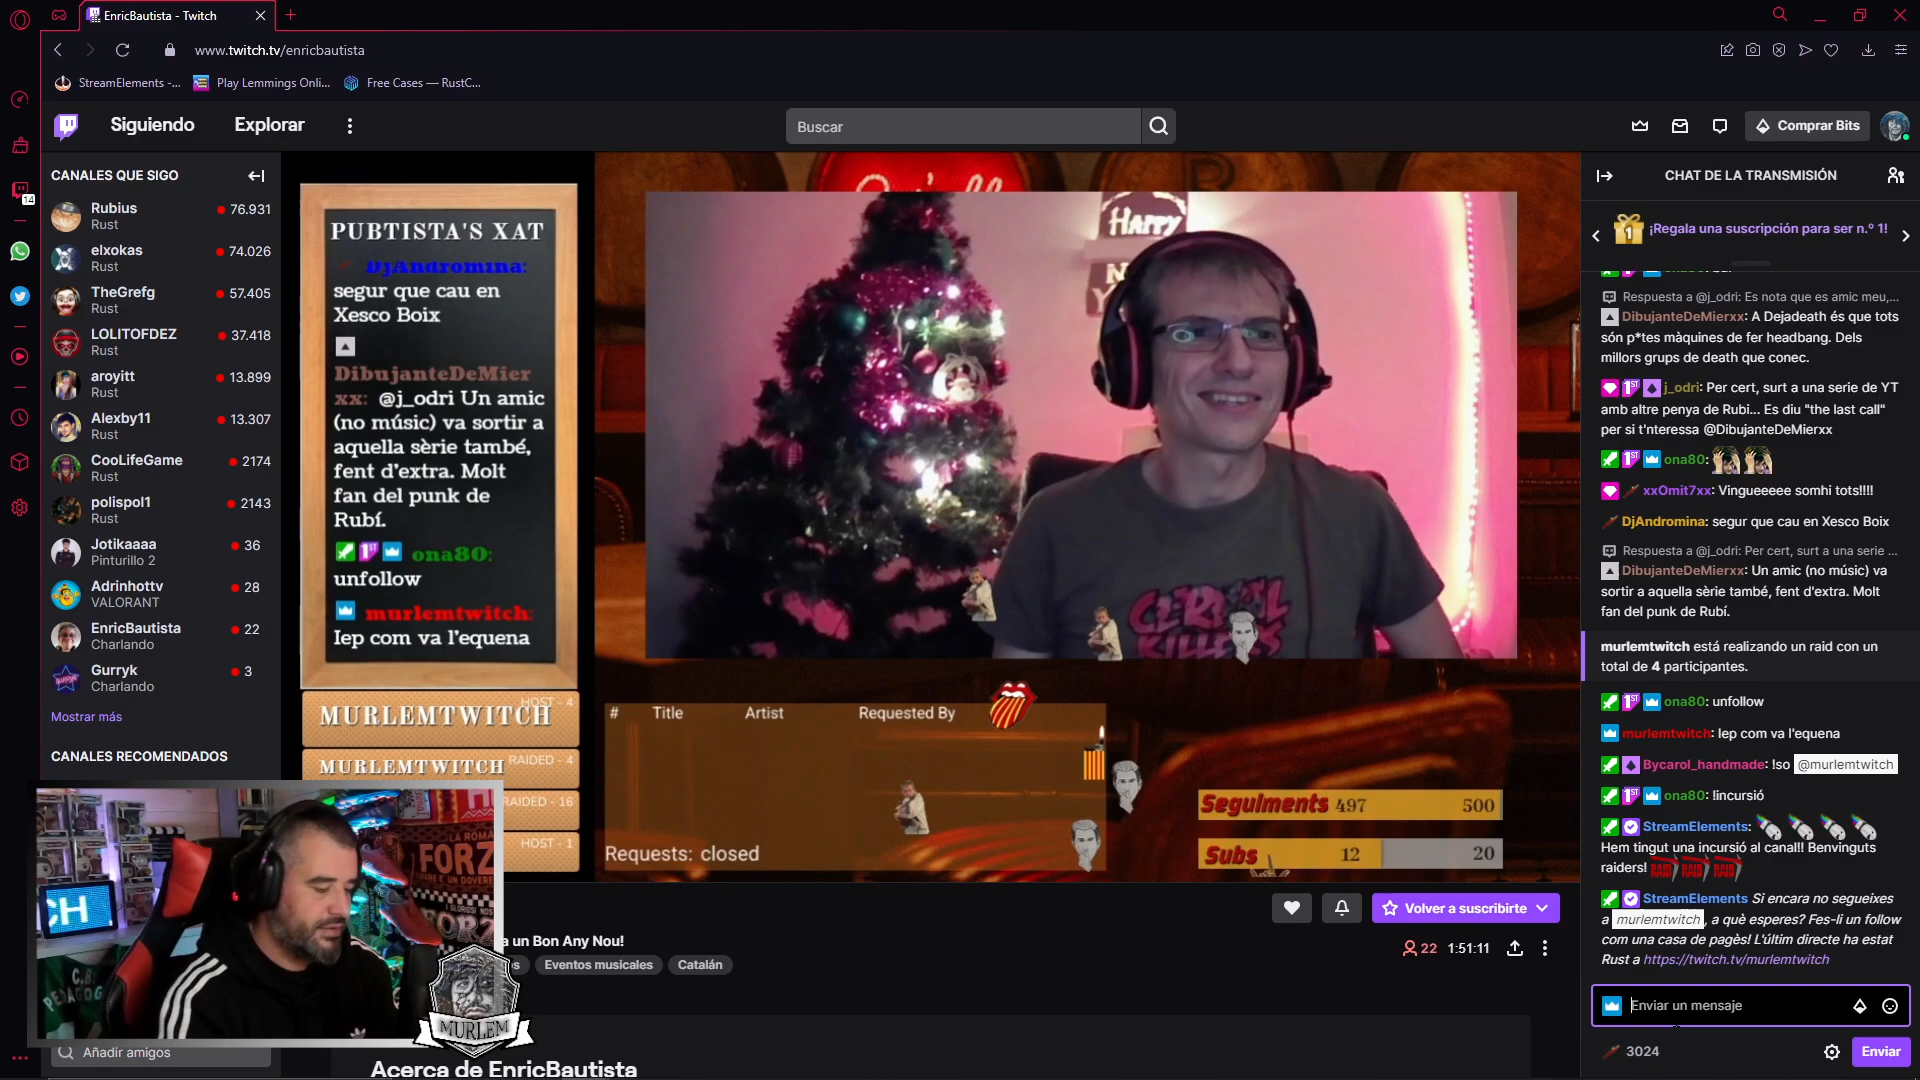 EnricBautista - Twitch
www.twitch.tv/enricbautista
StreamElements -...
Play Lemmings Onli...
Free Cases — RustC...
Siguiendo
Explorar
Buscar
Comprar Bits
14
CANALES QUE SIGO
Rubius
76.931
Rust
elxokas
74.026
Rust
TheGrefg
57.405
Rust
LOLITOFDEZ
37.418
Rust
aroyitt
13.899
Rust
Alexby11
13.307
Rust
CooLifeGame
2174
Rust
polispol1
2143
Rust
Jotikaaaa
36
Pinturillo 2
Adrinhottv
28
VALORANT
EnricBautista
22
Charlando
Gurryk
3
Charlando
Mostrar más
CANALES RECOMENDADOS
Añadir amigos
PUBTISTA'S XAT
DjAndromina:
segur que cau en
Xesco Boix
DibujanteDeMier
xx: @j_odri Un amic
(no músic) va sortir a
aquella sèrie també,
fent d'extra. Molt
fan del punk de
Rubí.
ona80:
unfollow
murlemtwitch:
Iep com va l'equena
HOST - 4
MURLEMTWITCH
RAIDED - 4
MURLEMTWITCH
RAIDED - 16
HOST - 1
HAPPY
# Title Artist Requested By
Requests: closed
Seguiments 497 500
Subs 12 20
FORZ
FORZ
CH
C.B.
MURLEM
Volver a suscribirte
a un Bon Any Nou!
22
1:51:11
Eventos musicales
Catalán
Acerca de EnricBautista
CHAT DE LA TRANSMISIÓN
1
¡Regala una suscripción para ser n.º 1!
Respuesta a @j_odri: Es nota que es amic meu,...
DibujanteDeMierxx: A Dejadeath és que tots
són p*tes màquines de fer headbang. Dels
millors grups de death que conec.
j_odri: Per cert, surt a una serie de YT
amb altre penya de Rubi... Es diu "the last call"
per si t'nteressa @DibujanteDeMierxx
ona80:
xxOmit7xx: Vingueeeee somhi tots!!!!
DjAndromina: segur que cau en Xesco Boix
Respuesta a @j_odri: Per cert, surt a una serie ...
DibujanteDeMierxx: Un amic (no músic) va
sortir a aquella sèrie també, fent d'extra. Molt
fan del punk de Rubí.
murlemtwitch está realizando un raid con un
total de 4 participantes.
ona80: unfollow
murlemtwitch: Iep com va l'equena
Bycarol_handmade: !so @murlemtwitch
ona80: !incursió
StreamElements:
Hem tingut una incursió al canal!! Benvinguts
raiders! RAID RAID RAID
StreamElements Si encara no segueixes
a murlemtwitch, a què esperes? Fes-li un follow
com una casa de pagès! L'últim directe ha estat
Rust a https://twitch.tv/murlemtwitch
Enviar un mensaje
3024
Enviar